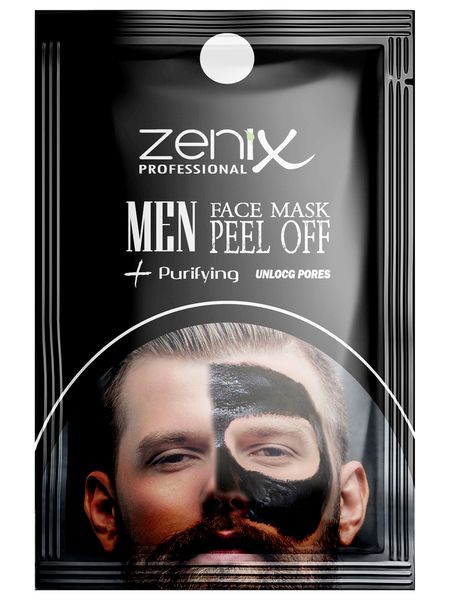 zenix
PROFESSIONAL
MEN FACE MASK
PEEL OFF
+ Purifying UNLOCG PORES